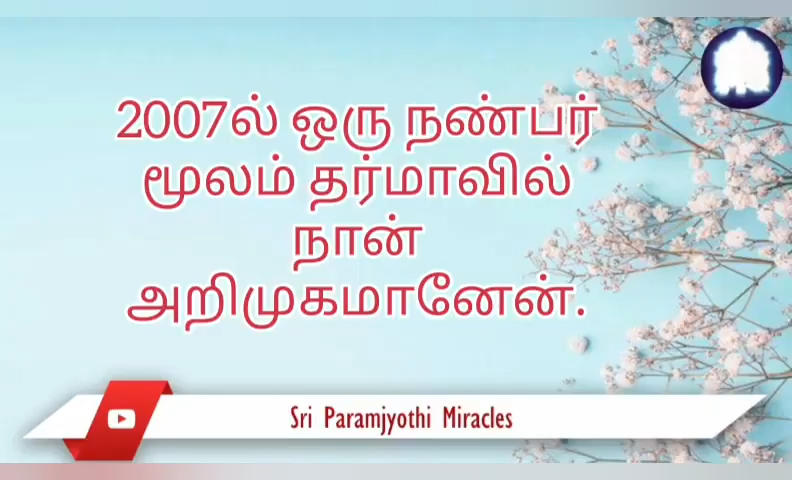 2007ல் ஒரு நண்பர்
மூலம் தர்மாவில்
நான்
அறிமுகமானேன்.
Sri Paramjyothi Miracles